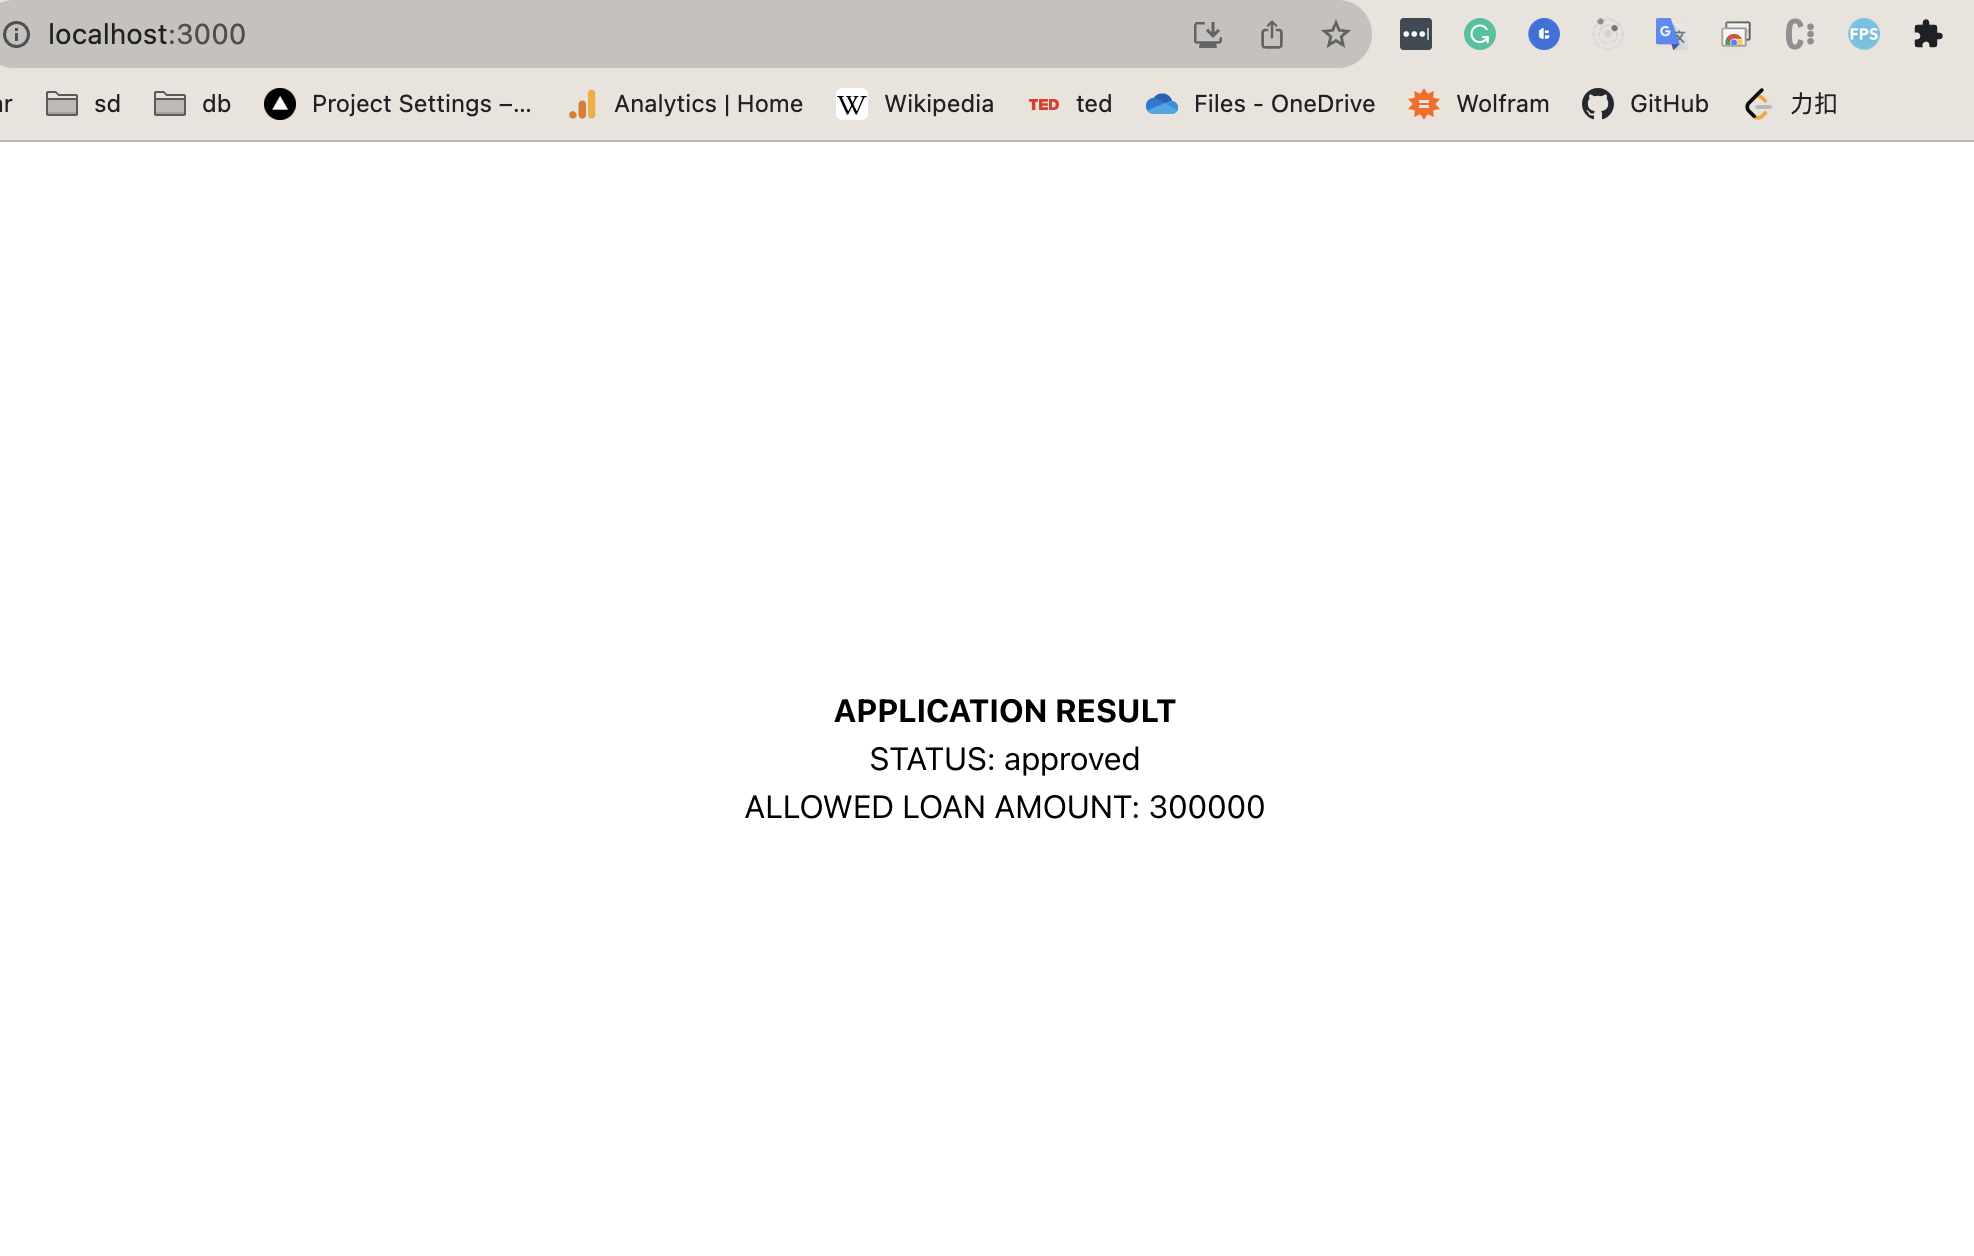 localhost:3000
FPS
ar sd db Project Settings –... Analytics | Home W Wikipedia TED ted Files - OneDrive Wolfram GitHub 力扣
APPLICATION RESULT
STATUS: approved
ALLOWED LOAN AMOUNT: 300000